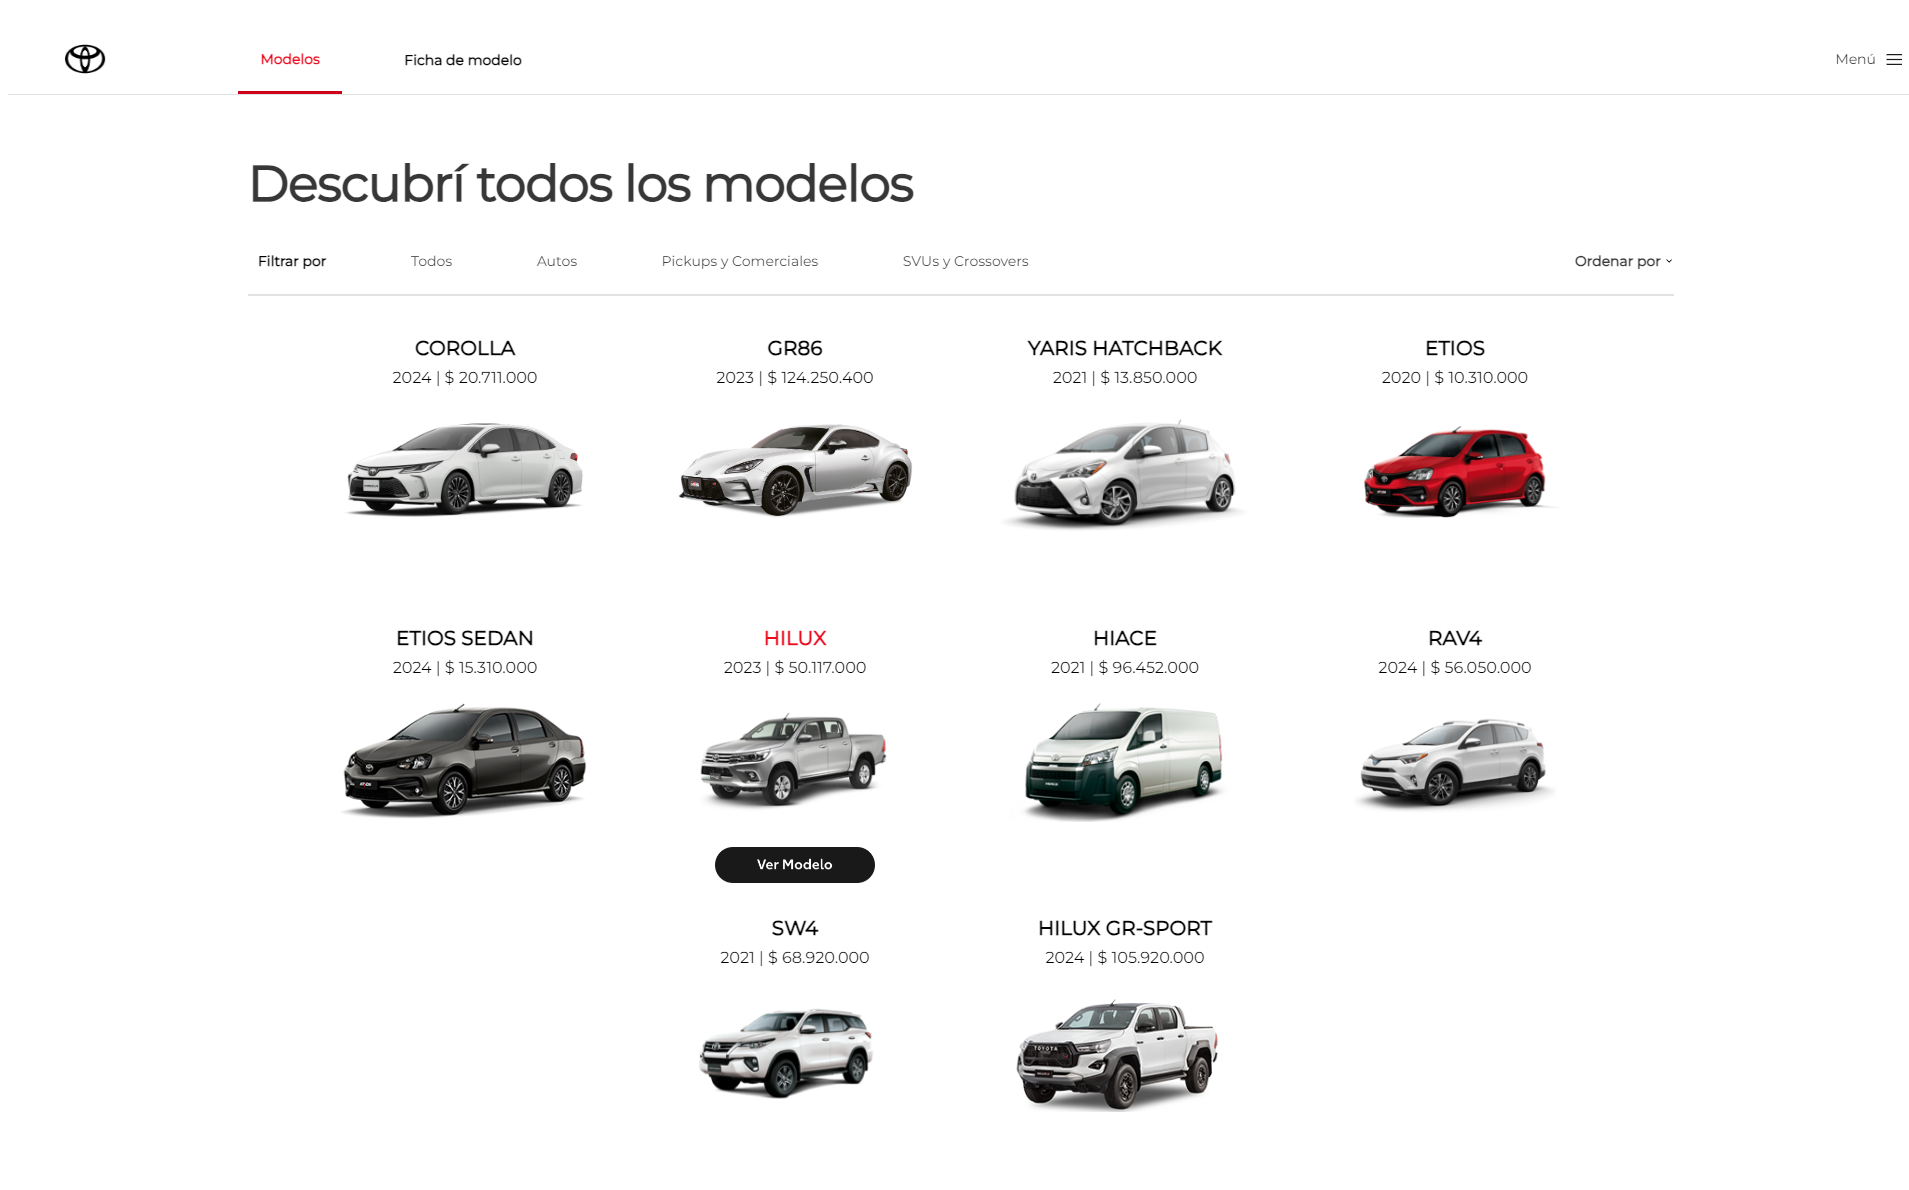 Modelos
Ficha de modelo
Menú
Descubrí todos los modelos
Filtrar por
Todos
Autos
Pickups y Comerciales
SVUs y Crossovers
Ordenar por
COROLLA
2024 | $ 20.711.000
GR86
2023 | $ 124.250.400
YARIS HATCHBACK
2021 | $ 13.850.000
ETIOS
2020 | $ 10.310.000
ETIOS SEDAN
2024 | $ 15.310.000
HILUX
2023 | $ 50.117.000
Ver Modelo
HIACE
2021 | $ 96.452.000
RAV4
2024 | $ 56.050.000
SW4
2021 | $ 68.920.000
HILUX GR-SPORT
2024 | $ 105.920.000
TOYOTA